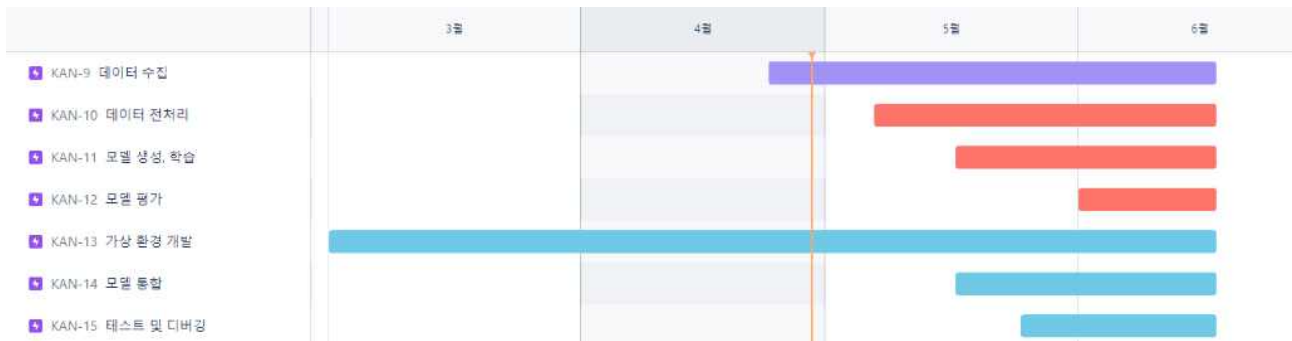 3월 4월 5월 6월
KAN-9 데이터 수집
KAN-10 데이터 전처리
KAN-11 모델 생성, 학습
KAN-12 모델 평가
KAN-13 가상 환경 개발
KAN-14 모델 통합
KAN-15 테스트 및 디버깅